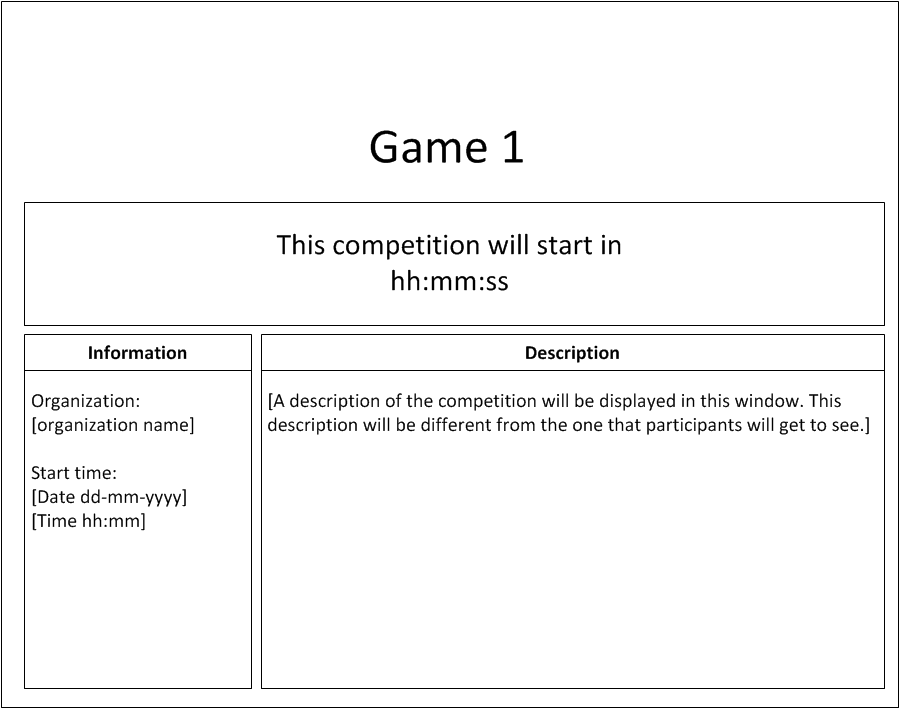 Game 1
This competition will start in
hh:mm:ss
Information
Organization:
[organization name]
Start time:
[Date dd-mm-yyyy]
[Time hh:mm]
Description
[A description of the competition will be displayed in this window. This
description will be different from the one that participants will get to see.]